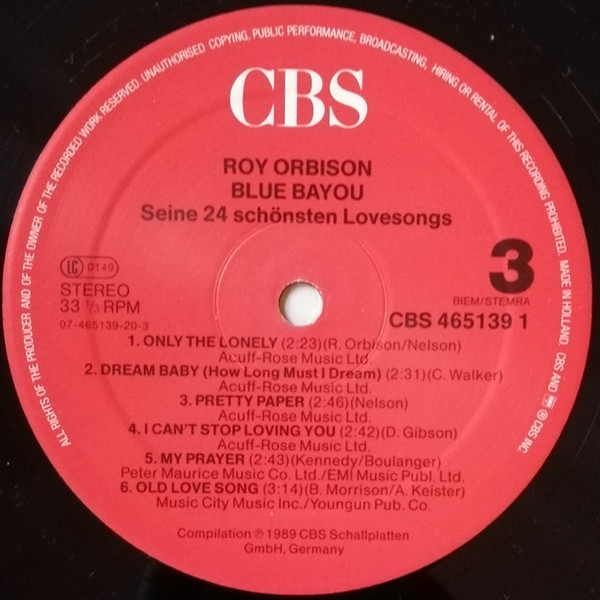 ALL RIGHTS OF THE PRODUCER AND OF THE OWNER OF THE RECORDED WORK RESERVED. UNAUTHORISED COPYING, PUBLIC PERFORMANCE, BROADCASTING, HIRING OR RENTAL OF THIS RECORDING PROHIBITED. MADE IN HOLLAND. CBS AND ® CBS INC.
CBS
ROY ORBISON
BLUE BAYOU
Seine 24 schönsten Lovesongs
LC 0149
3
STEREO
33 ⅓ RPM
BIEM/STEMRA
07-465139-20-3
CBS 465139 1
1. ONLY THE LONELY (2:23)(R. Orbison/Nelson)
Acuff-Rose Music Ltd.
2. DREAM BABY (How Long Must I Dream) (2:31)(C. Walker)
Acuff-Rose Music Ltd.
3. PRETTY PAPER (2:46)(Nelson)
Acuff-Rose Music Ltd.
4. I CAN'T STOP LOVING YOU (2:42)(D. Gibson)
Acuff-Rose Music Ltd.
5. MY PRAYER (2:43)(Kennedy/Boulanger)
Peter Maurice Music Co. Ltd./EMI Music Publ. Ltd.
6. OLD LOVE SONG (3:14)(B. Morrison/A. Keister)
Music City Music Inc./Youngun Pub. Co.
Compilation ℗ 1989 CBS Schallplatten
GmbH, Germany